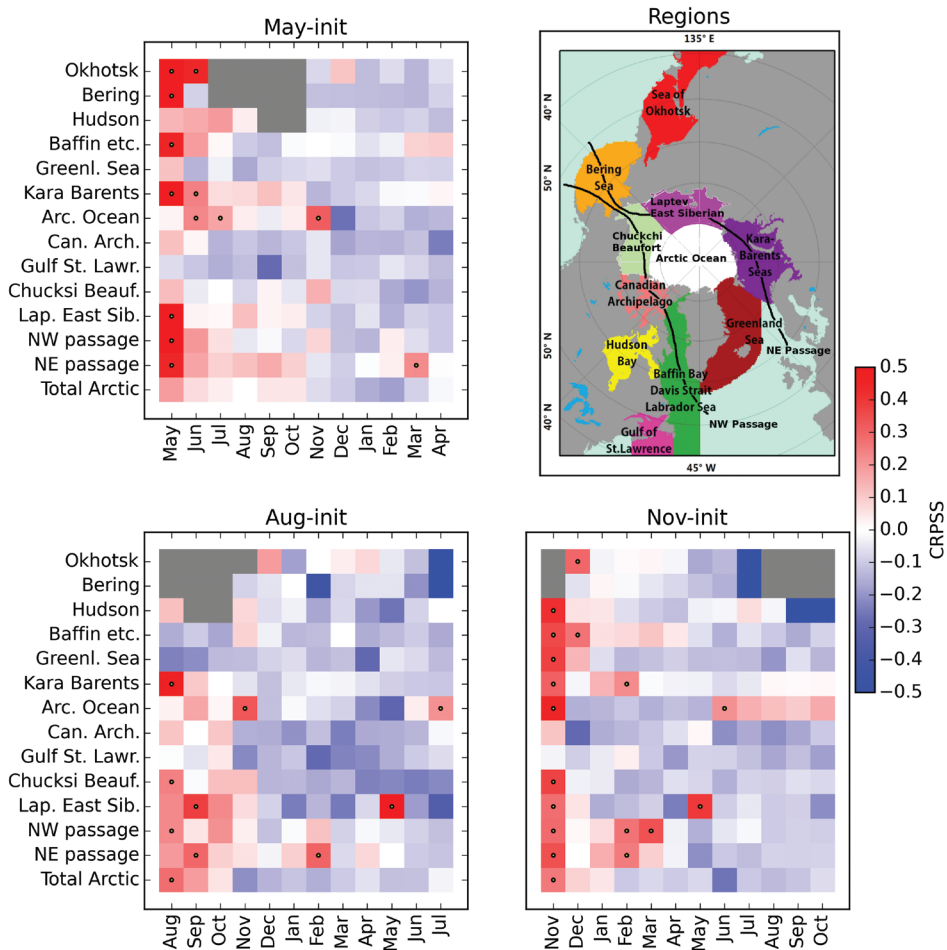 May-init
Okhotsk
Bering
Hudson
Baffin etc.
Greenl. Sea
Kara Barents
Arc. Ocean
Can. Arch.
Gulf St. Lawr.
Chucksi Beauf.
Lap. East Sib.
NW passage
NE passage
Total Arctic
May Jun Jul Aug Sep Oct Nov Dec Jan Feb Mar Apr
Regions
135° E
40° N
50° N
50° N
40° N
Sea of
Okhotsk
Bering
Sea
Laptev
East Siberian
Chuckchi
Beaufort
Kara-
Barents
Seas
Arctic Ocean
Canadian
Archipelago
Greenland
Sea
Hudson
Bay
NE Passage
Baffin Bay
Davis Strait
Labrador Sea
NW Passage
Gulf of
St.Lawrence
45° W
0.5
0.4
0.3
0.2
0.1
0.0
−0.1
−0.2
−0.3
−0.4
−0.5
CRPSS
Aug-init
Okhotsk
Bering
Hudson
Baffin etc.
Greenl. Sea
Kara Barents
Arc. Ocean
Can. Arch.
Gulf St. Lawr.
Chucksi Beauf.
Lap. East Sib.
NW passage
NE passage
Total Arctic
Aug Sep Oct Nov Dec Jan Feb Mar Apr May Jun Jul
Nov-init
Nov Dec Jan Feb Mar Apr May Jun Jul Aug Sep Oct